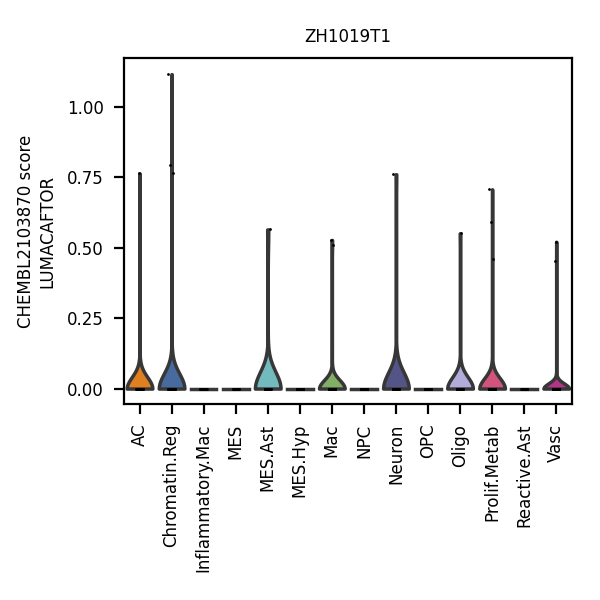 ZH1019T1
CHEMBL2103870 score
LUMACAFTOR
1.00
0.75
0.50
0.25
0.00
AC
Chromatin.Reg
Inflammatory.Mac
MES
MES.Ast
MES.Hyp
Mac
NPC
Neuron
OPC
Oligo
Prolif.Metab
Reactive.Ast
Vasc